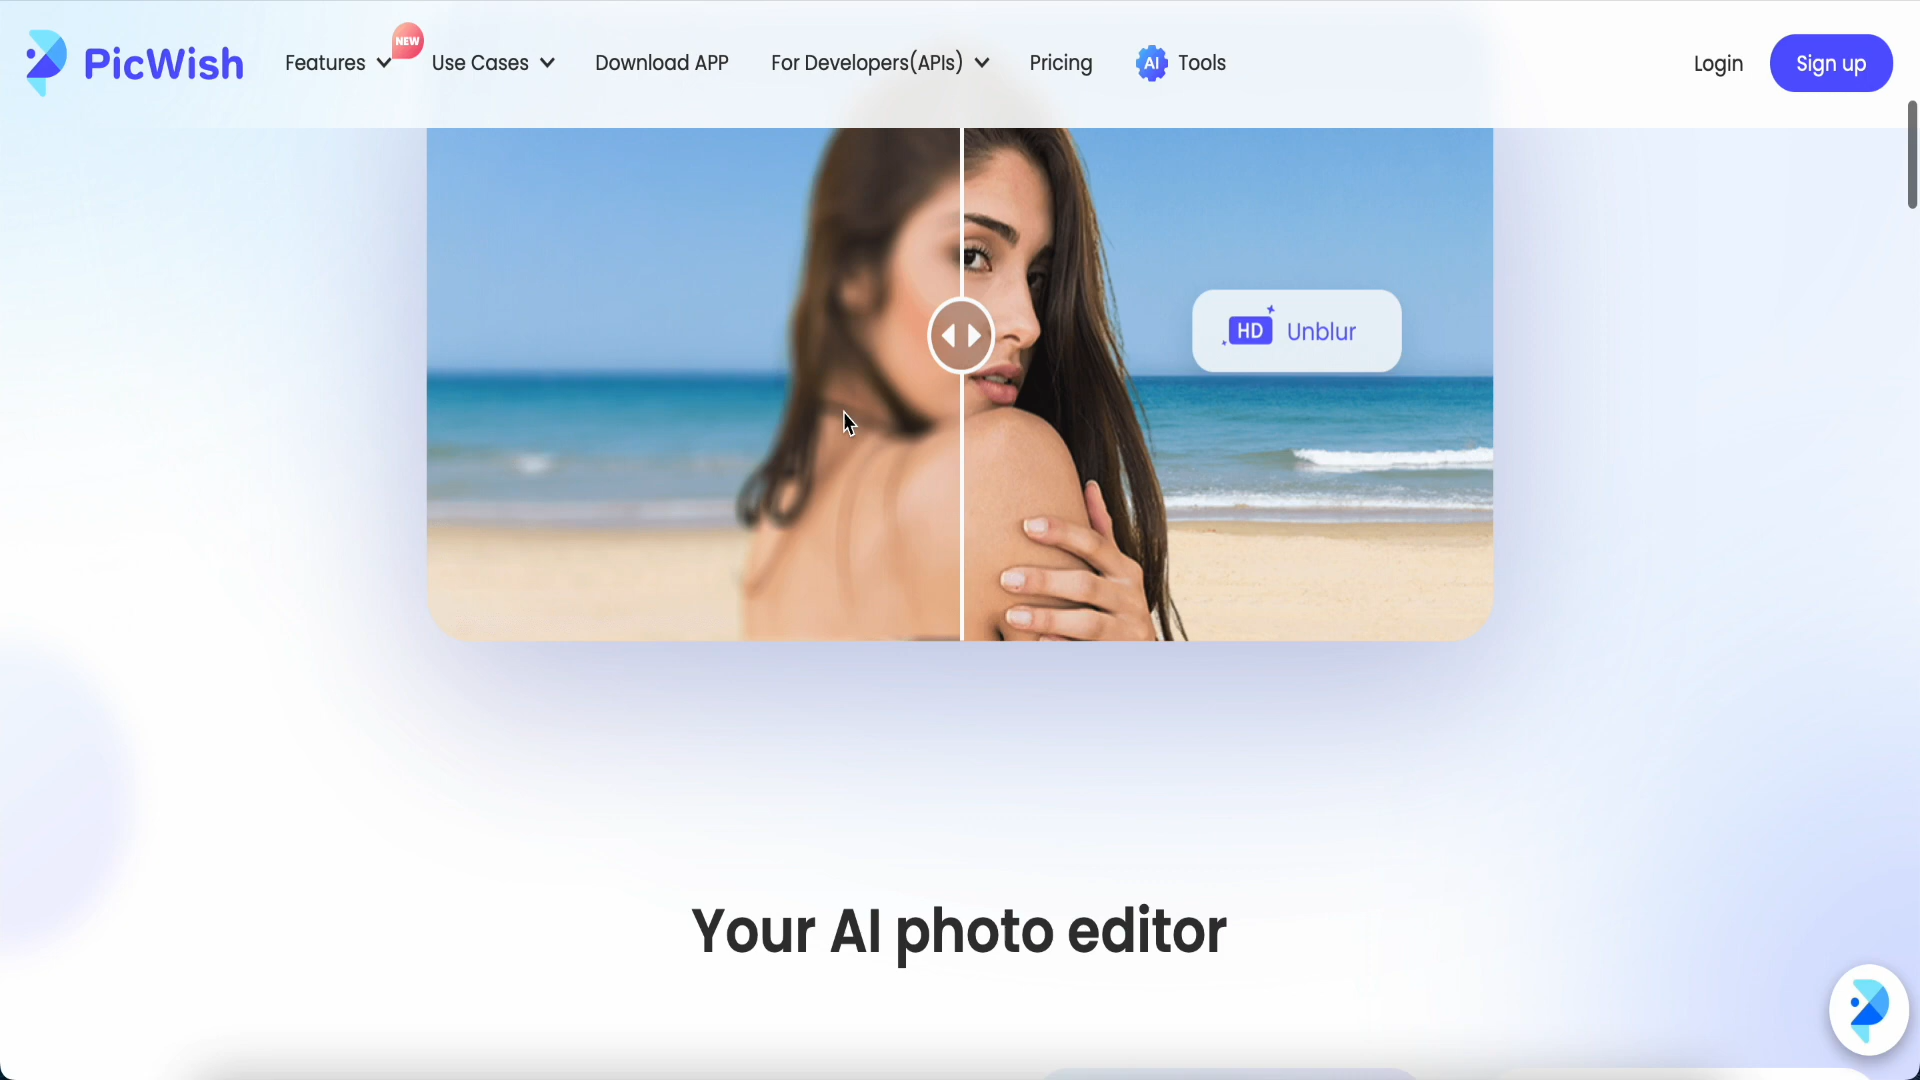 PicWish
Features
NEW
Use Cases
Download APP
For Developers(APIs)
Pricing
AI Tools
Login
Sign up
HD Unblur
Your AI photo editor